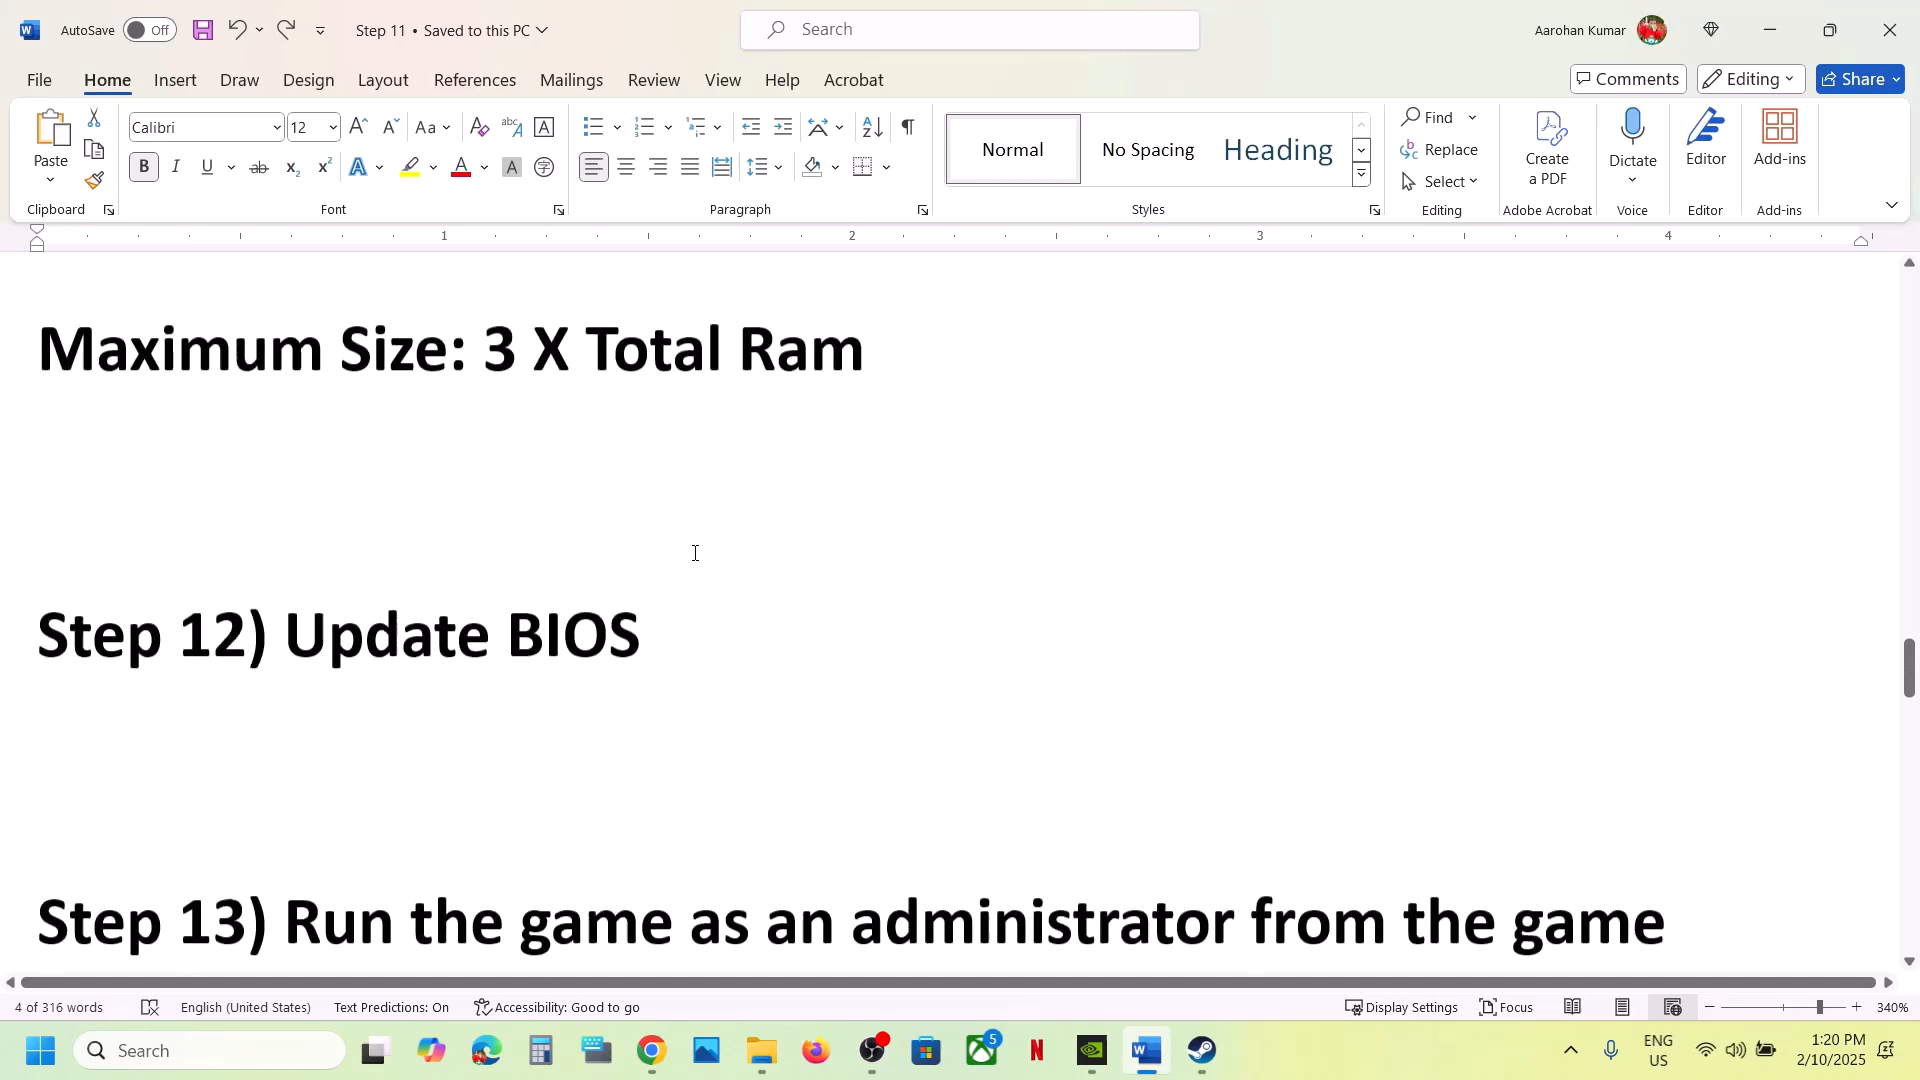 AutoSave Off Step 11 • Saved to this PC Search Aarohan Kumar
File Home Insert Draw Design Layout References Mailings Review View Help Acrobat Comments Editing Share
Paste Calibri 12 Normal No Spacing Heading Find Replace Select Create a PDF Dictate Editor Add-ins
Clipboard Font Paragraph Styles Editing Adobe Acrobat Voice Editor Add-ins
1 2 3 4
Maximum Size: 3 X Total Ram
Step 12) Update BIOS
Step 13) Run the game as an administrator from the game
4 of 316 words English (United States) Text Predictions: On Accessibility: Good to go Display Settings Focus 340%
Search 5 ENG US 1:20 PM 2/10/2025